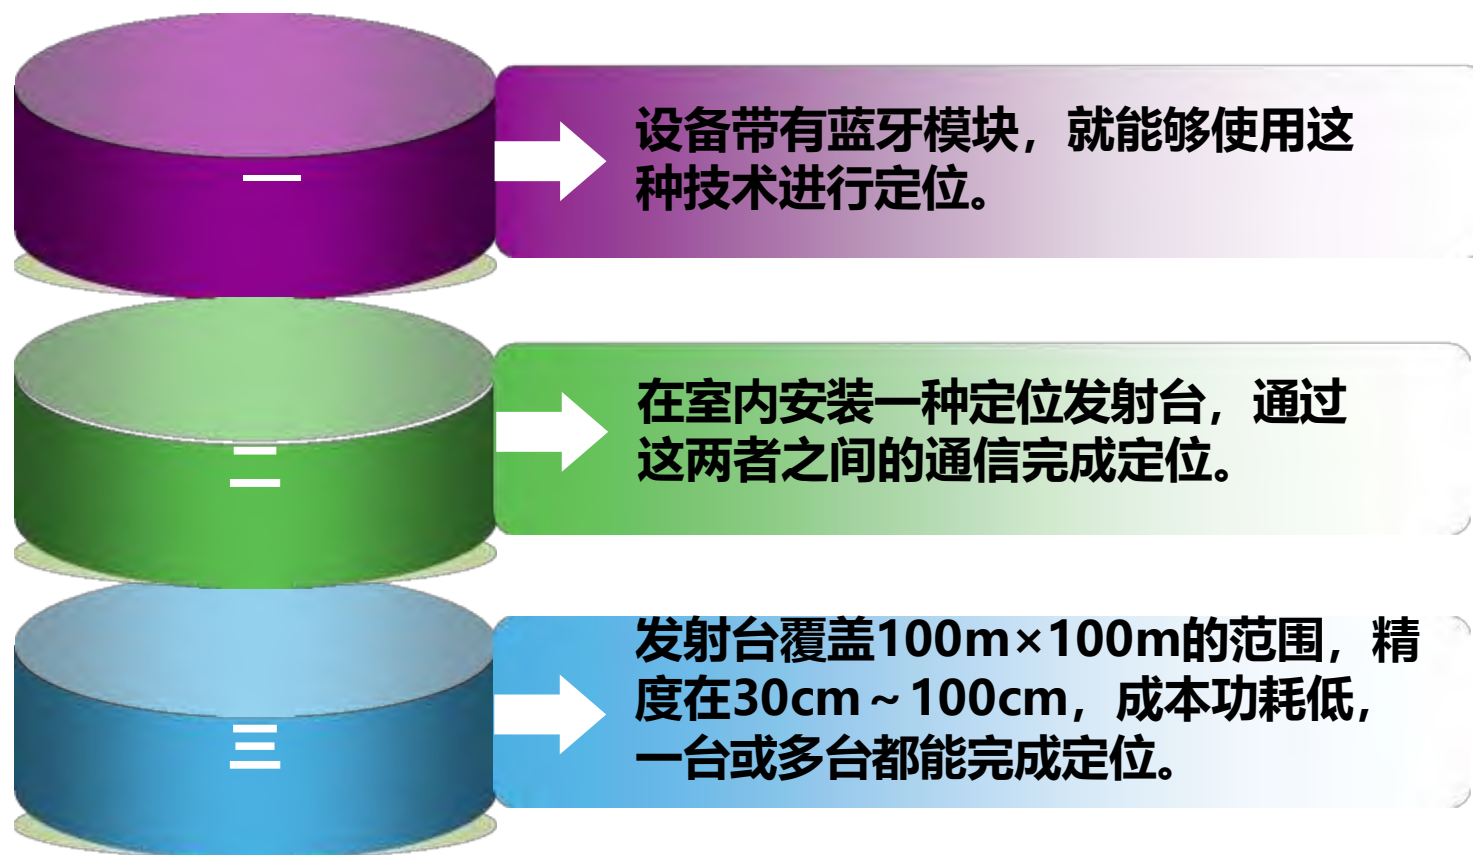 一
设备带有蓝牙模块，就能够使用这
种技术进行定位。
二
在室内安装一种定位发射台，通过
这两者之间的通信完成定位。
三
发射台覆盖100m×100m的范围，精
度在30cm～100cm，成本功耗低，
一台或多台都能完成定位。